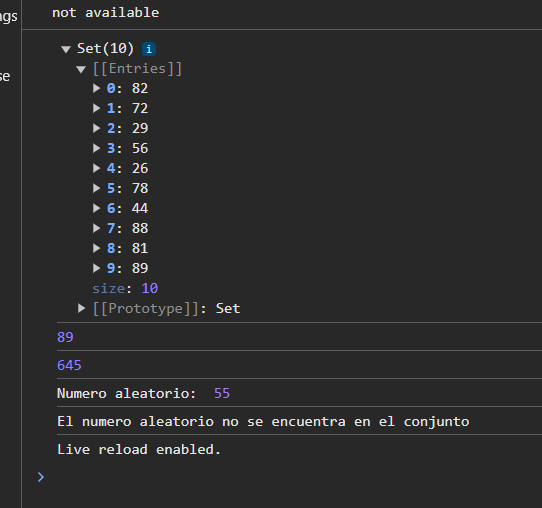 ngs
not available
se
Set(10) i
[[Entries]]
0: 82
1: 72
2: 29
3: 56
4: 26
5: 78
6: 44
7: 88
8: 81
9: 89
size: 10
[[Prototype]]: Set
89
645
Numero aleatorio:  55
El numero aleatorio no se encuentra en el conjunto
Live reload enabled.